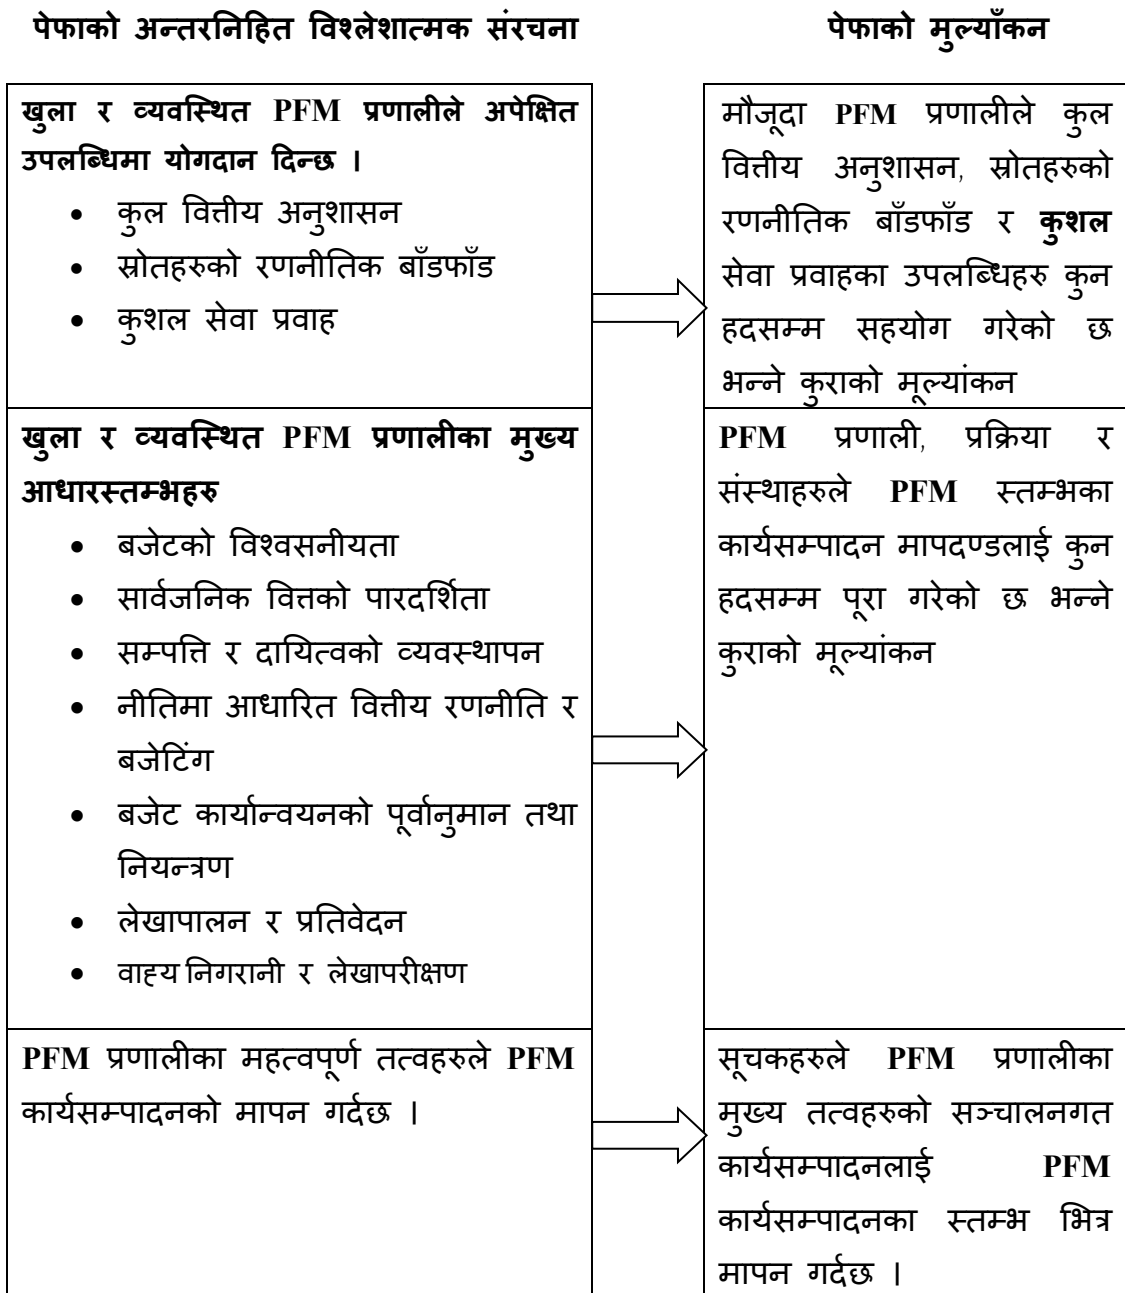 पेफाको अन्तरनिहित विश्लेशात्मक संरचना
पेफाको मुल्याँकन
खुला र व्यवस्थित PFM प्रणालीले अपेक्षित
उपलब्धिमा योगदान दिन्छ ।
• कुल वित्तीय अनुशासन
• स्रोतहरुको रणनीतिक बाँडफाँड
• कुशल सेवा प्रवाह
मौजूदा PFM प्रणालीले कुल
वित्तीय अनुशासन, स्रोतहरुको
रणनीतिक बाँडफाँड र कुशल
सेवा प्रवाहका उपलब्धिहरु कुन
हदसम्म सहयोग गरेको छ
भन्ने कुराको मूल्यांकन
खुला र व्यवस्थित PFM प्रणालीका मुख्य
आधारस्तम्भहरु
• बजेटको विश्वसनीयता
• सार्वजनिक वित्तको पारदर्शिता
• सम्पत्ति र दायित्वको व्यवस्थापन
• नीतिमा आधारित वित्तीय रणनीति र
बजेटिंग
• बजेट कार्यान्वयनको पूर्वानुमान तथा
नियन्त्रण
• लेखापालन र प्रतिवेदन
• वाह्य निगरानी र लेखापरीक्षण
PFM प्रणाली, प्रक्रिया र
संस्थाहरुले PFM स्तम्भका
कार्यसम्पादन मापदण्डलाई कुन
हदसम्म पूरा गरेको छ भन्ने
कुराको मूल्यांकन
PFM प्रणालीका महत्वपूर्ण तत्वहरुले PFM
कार्यसम्पादनको मापन गर्दछ ।
सूचकहरुले PFM प्रणालीका
मुख्य तत्वहरुको सञ्चालनगत
कार्यसम्पादनलाई PFM
कार्यसम्पादनका स्तम्भ भित्र
मापन गर्दछ ।